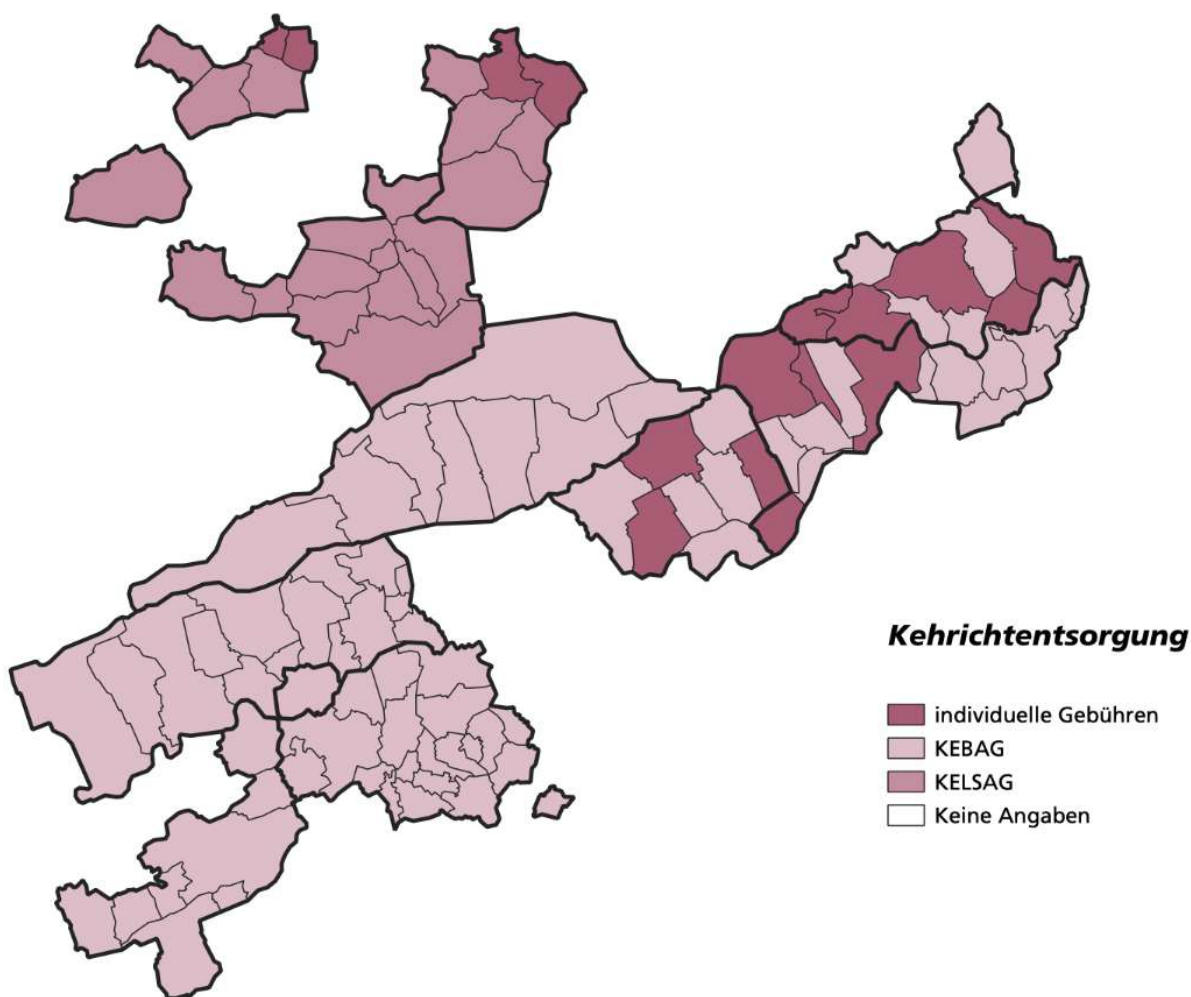 Kehrichtentsorgung
individuelle Gebühren
KEBAG
KELSAG
Keine Angaben